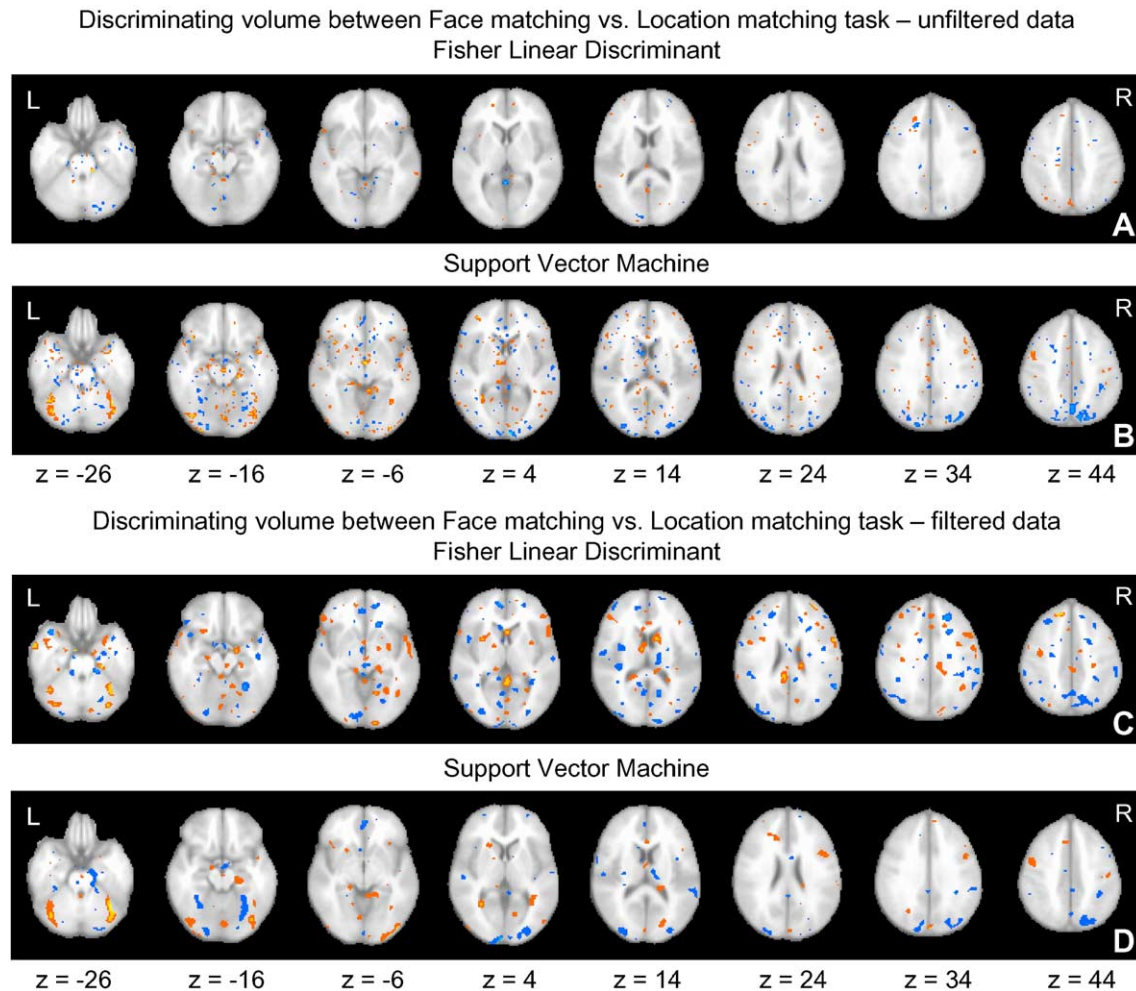 Discriminating volume between Face matching vs. Location matching task – unfiltered data
Fisher Linear Discriminant
L R
A
Support Vector Machine
L R
B
z = -26 z = -16 z = -6 z = 4 z = 14 z = 24 z = 34 z = 44
Discriminating volume between Face matching vs. Location matching task – filtered data
Fisher Linear Discriminant
L R
C
Support Vector Machine
L R
D
z = -26 z = -16 z = -6 z = 4 z = 14 z = 24 z = 34 z = 44